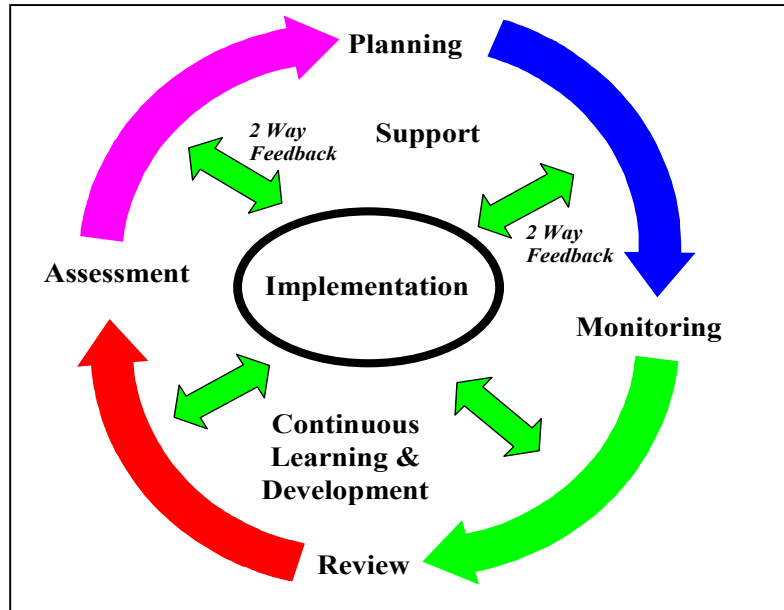 Planning
2 Way
Feedback
Support
2 Way
Feedback
Assessment
Implementation
Monitoring
Continuous
Learning &
Development
Review